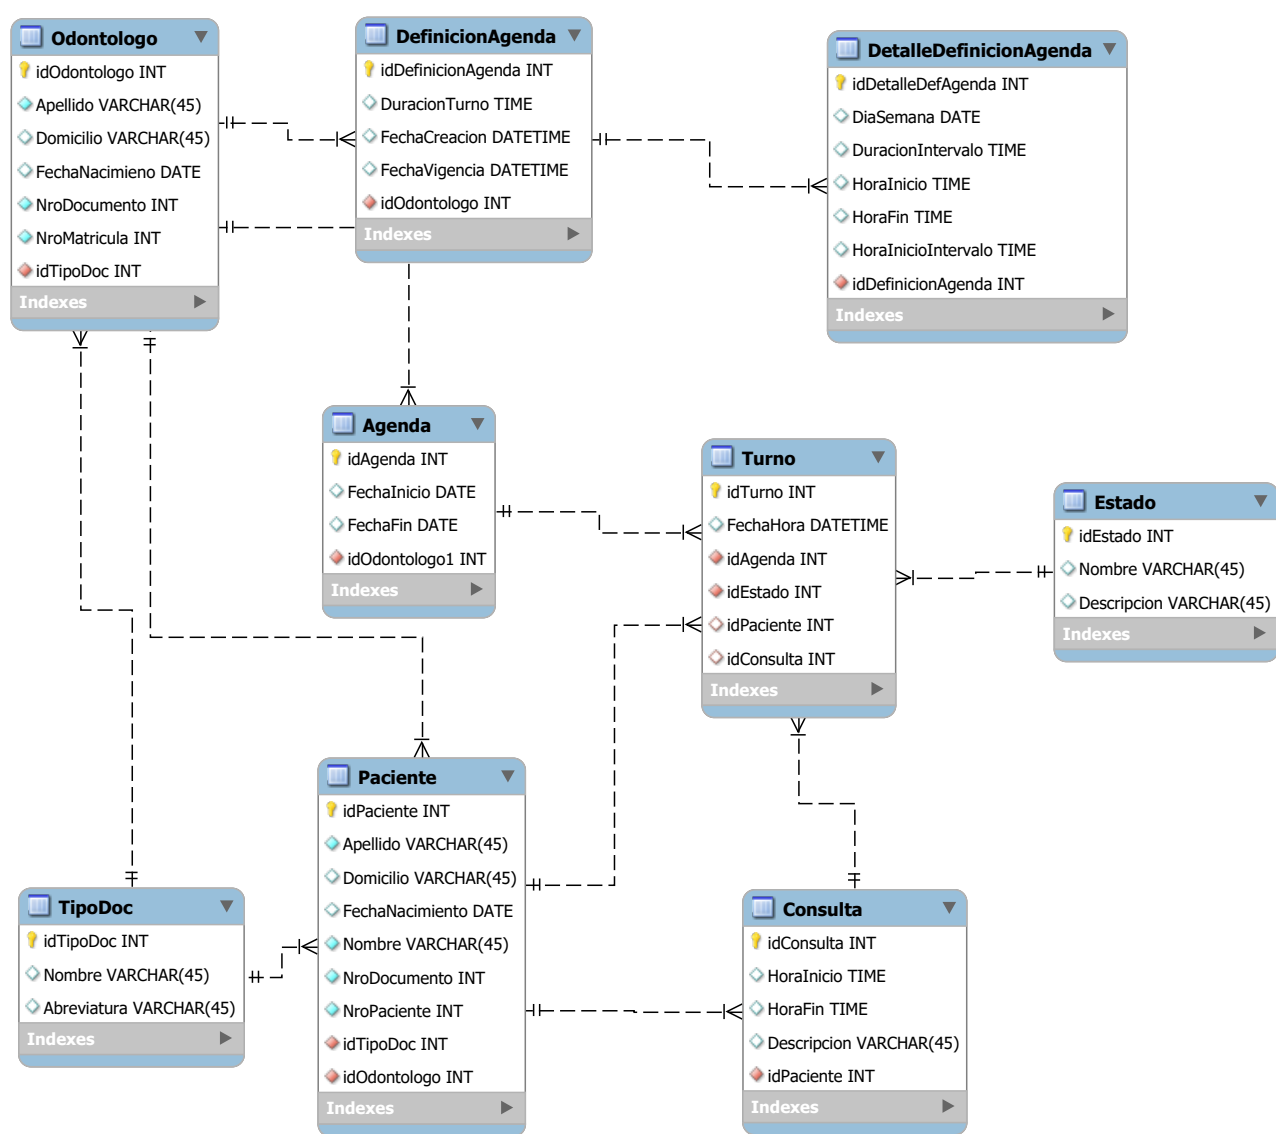 Odontologo
idOdontologo INT
Apellido VARCHAR(45)
Domicilio VARCHAR(45)
FechaNacimieno DATE
NroDocumento INT
NroMatricula INT
idTipoDoc INT
Indexes
DefinicionAgenda
idDefinicionAgenda INT
DuracionTurno TIME
FechaCreacion DATETIME
FechaVigencia DATETIME
idOdontologo INT
Indexes
DetalleDefinicionAgenda
idDetalleDefAgenda INT
DiaSemana DATE
DuracionIntervalo TIME
HoraInicio TIME
HoraFin TIME
HoraInicioIntervalo TIME
idDefinicionAgenda INT
Indexes
Agenda
idAgenda INT
FechaInicio DATE
FechaFin DATE
idOdontologo1 INT
Indexes
Turno
idTurno INT
FechaHora DATETIME
idAgenda INT
idEstado INT
idPaciente INT
idConsulta INT
Indexes
Estado
idEstado INT
Nombre VARCHAR(45)
Descripcion VARCHAR(45)
Indexes
TipoDoc
idTipoDoc INT
Nombre VARCHAR(45)
Abreviatura VARCHAR(45)
Indexes
Paciente
idPaciente INT
Apellido VARCHAR(45)
Domicilio VARCHAR(45)
FechaNacimiento DATE
Nombre VARCHAR(45)
NroDocumento INT
NroPaciente INT
idTipoDoc INT
idOdontologo INT
Indexes
Consulta
idConsulta INT
HoraInicio TIME
HoraFin TIME
Descripcion VARCHAR(45)
idPaciente INT
Indexes